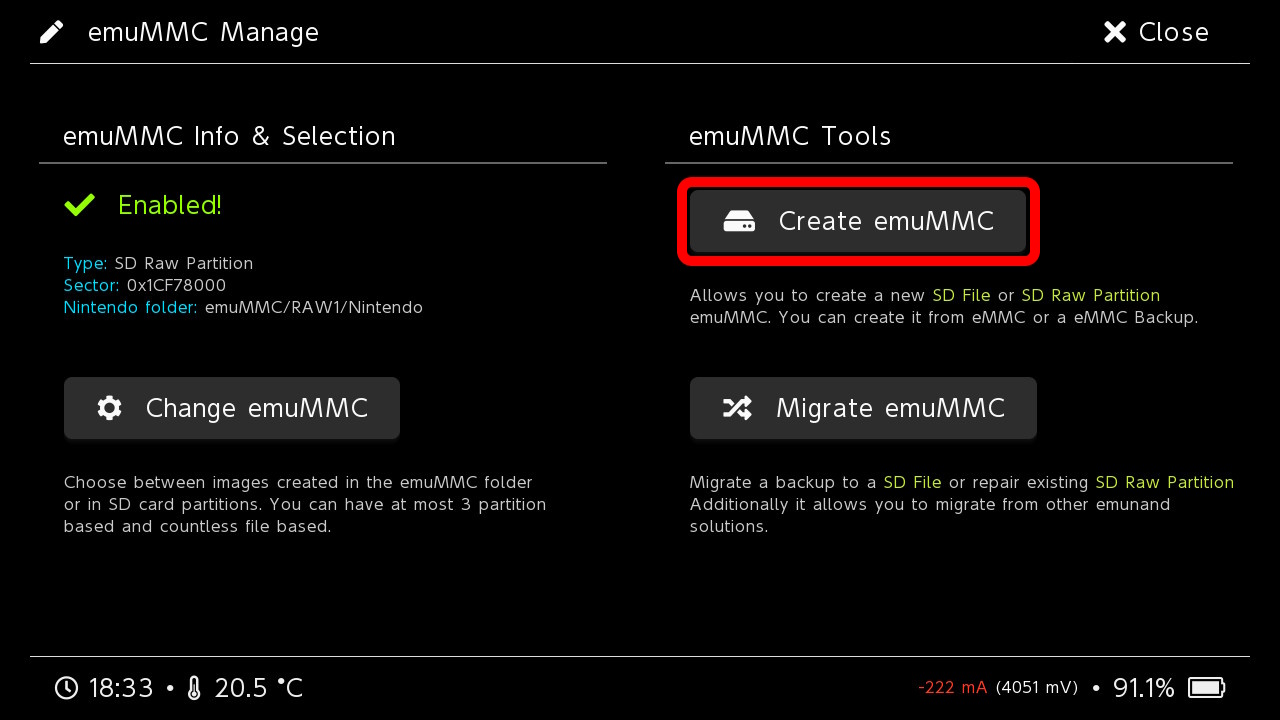 emuMMC Manage
Close
emuMMC Info & Selection
Enabled!
Type: SD Raw Partition
Sector: 0x1CF78000
Nintendo folder: emuMMC/RAW1/Nintendo
Change emuMMC
Choose between images created in the emuMMC folder
or in SD card partitions. You can have at most 3 partition
based and countless file based.
emuMMC Tools
Create emuMMC
Allows you to create a new SD File or SD Raw Partition
emuMMC. You can create it from eMMC or a eMMC Backup.
Migrate emuMMC
Migrate a backup to a SD File or repair existing SD Raw Partition
Additionally it allows you to migrate from other emunand
solutions.
18:33 • 20.5 °C
-222 mA (4051 mV) • 91.1%